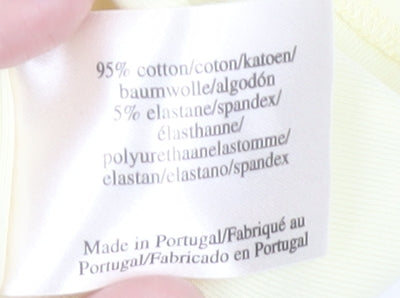 95% cotton/coton/katoen/
baumwolle/algodón
5% elastane/spandex/
élasthanne/
polyurethaanelastomme/
elastan/elastano/spandex
Made in Portugal/Fabriqué au
Portugal/Fabricado en Portugal